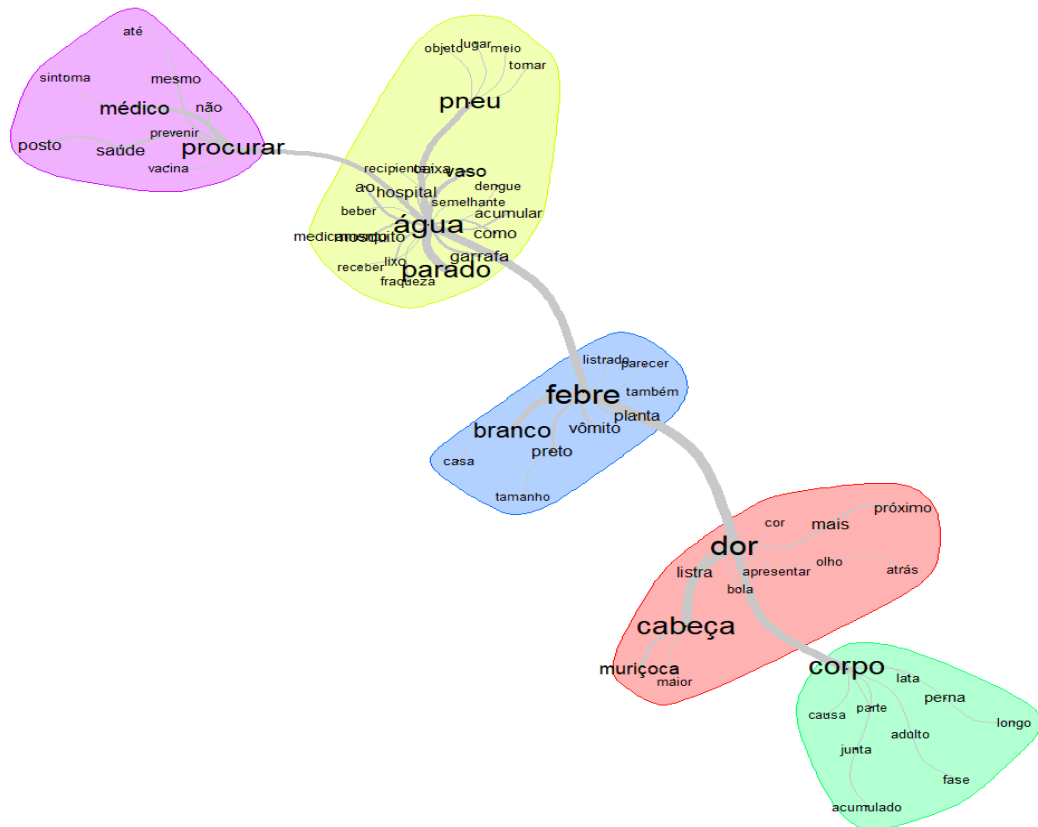 até
sintoma
mesmo
médico
não
posto
saúde
prevenir
procurar
vacina
objeto
lugar
meio
tomar
pneu
recipiente
caixa
vaso
ao
hospital
dengue
beber
semelhante
acumular
água
como
medicamento
mosquito
garrafa
lixo
receber
parado
fraqueza
listrado
parecer
febre
também
planta
branco
vômito
preto
casa
tamanho
próximo
cor
mais
dor
olho
listra
apresentar
atrás
bola
cabeça
muriçoca
maior
corpo
lata
perna
causa
parte
longo
adulto
junta
fase
acumulado